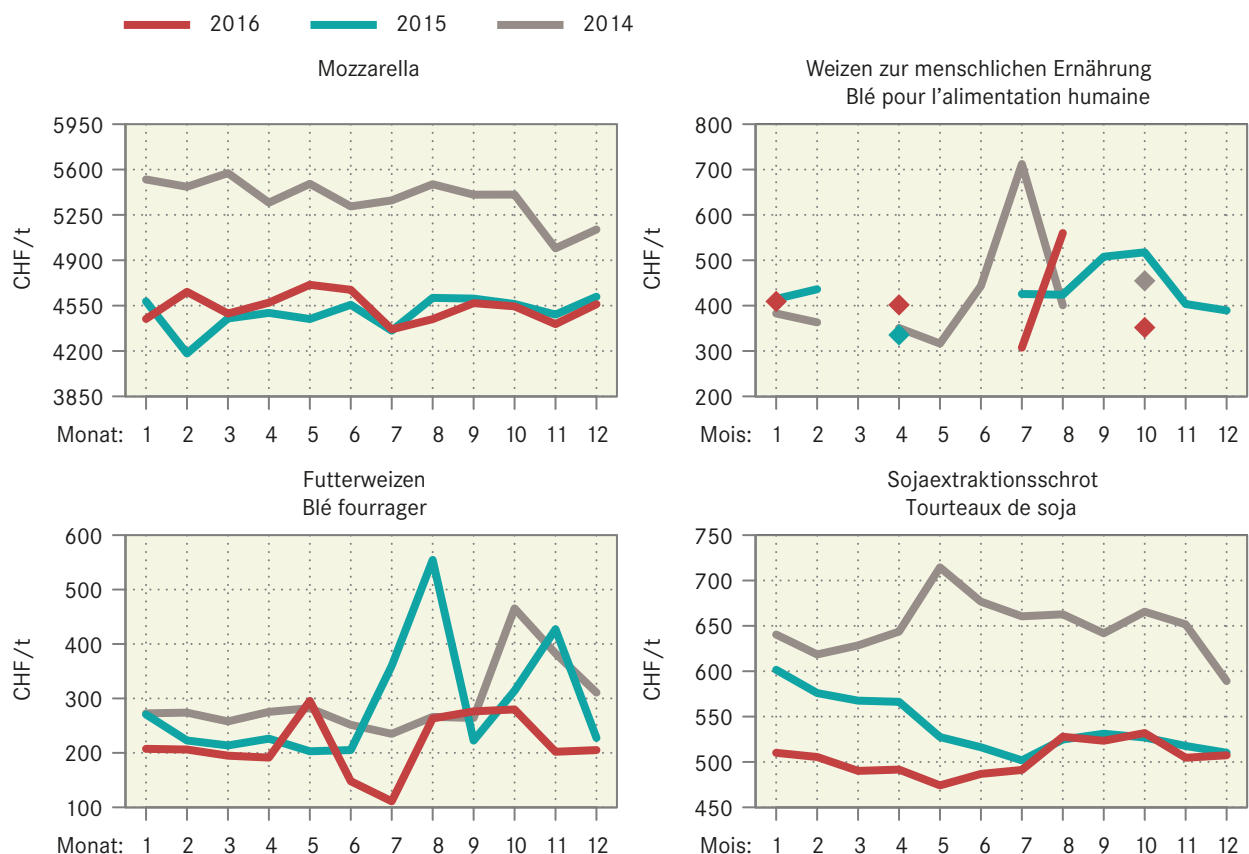 2016 2015 2014
Mozzarella
CHF/t
5950
5600
5250
4900
4550
4200
3850
Monat: 1 2 3 4 5 6 7 8 9 10 11 12
Weizen zur menschlichen Ernährung
Blé pour l'alimentation humaine
CHF/t
800
700
600
500
400
300
200
Mois: 1 2 3 4 5 6 7 8 9 10 11 12
Futterweizen
Blé fourrager
CHF/t
600
500
400
300
200
100
Monat: 1 2 3 4 5 6 7 8 9 10 11 12
Sojaextraktionsschrot
Tourteaux de soja
CHF/t
750
700
650
600
550
500
450
Mois: 1 2 3 4 5 6 7 8 9 10 11 12